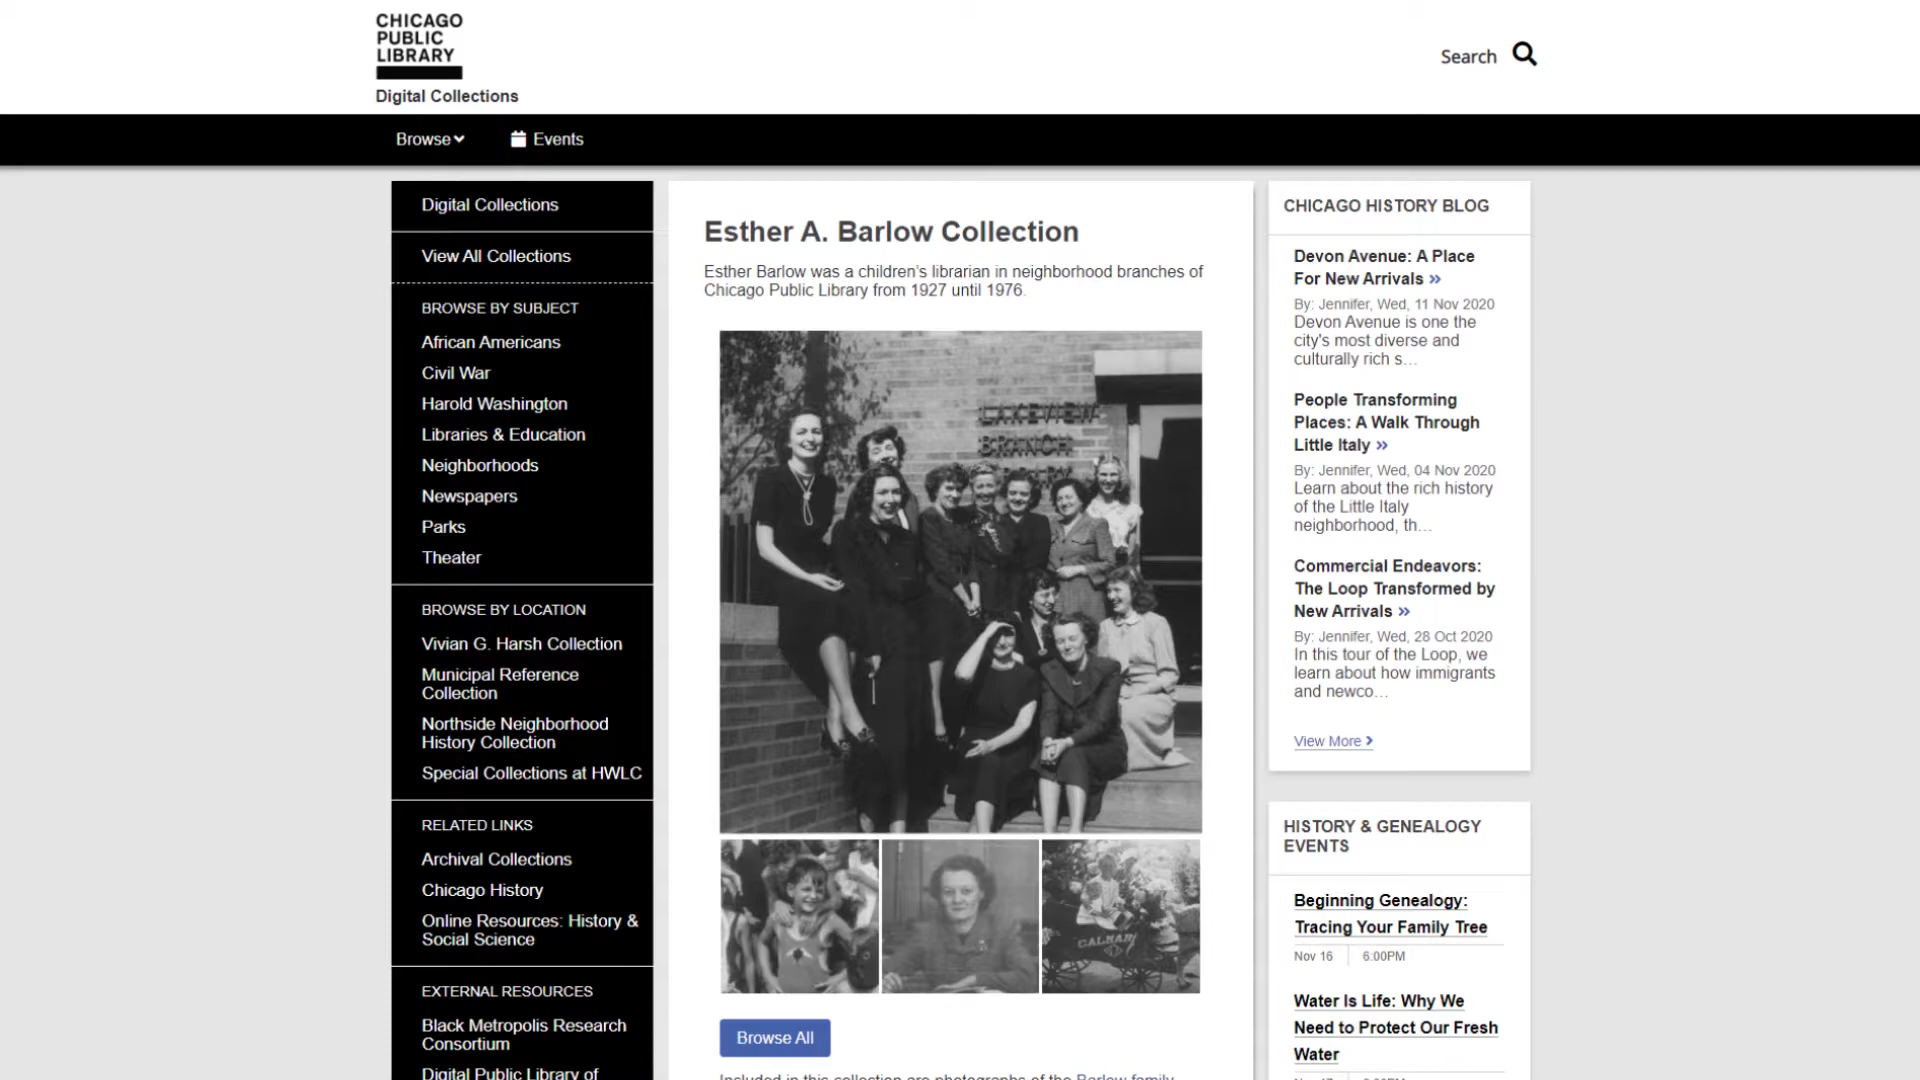 CHICAGO
PUBLIC
LIBRARY
Digital Collections
Search
Browse
Events
Digital Collections
View All Collections
BROWSE BY SUBJECT
African Americans
Civil War
Harold Washington
Libraries & Education
Neighborhoods
Newspapers
Parks
Theater
BROWSE BY LOCATION
Vivian G. Harsh Collection
Municipal Reference
Collection
Northside Neighborhood
History Collection
Special Collections at HWLC
RELATED LINKS
Archival Collections
Chicago History
Online Resources: History &
Social Science
EXTERNAL RESOURCES
Black Metropolis Research
Consortium
Digital Public Library of
Esther A. Barlow Collection
Esther Barlow was a children's librarian in neighborhood branches of
Chicago Public Library from 1927 until 1976.
LAKEVIEW
BRANCH
Browse All
Included in this collection are photographs of the Barlow family
CHICAGO HISTORY BLOG
Devon Avenue: A Place
For New Arrivals »
By: Jennifer, Wed, 11 Nov 2020
Devon Avenue is one the
city's most diverse and
culturally rich s…
People Transforming
Places: A Walk Through
Little Italy »
By: Jennifer, Wed, 04 Nov 2020
Learn about the rich history
of the Little Italy
neighborhood, th…
Commercial Endeavors:
The Loop Transformed by
New Arrivals »
By: Jennifer, Wed, 28 Oct 2020
In this tour of the Loop, we
learn about how immigrants
and newco…
View More
HISTORY & GENEALOGY
EVENTS
Beginning Genealogy:
Tracing Your Family Tree
Nov 16 6:00PM
Water Is Life: Why We
Need to Protect Our Fresh
Water